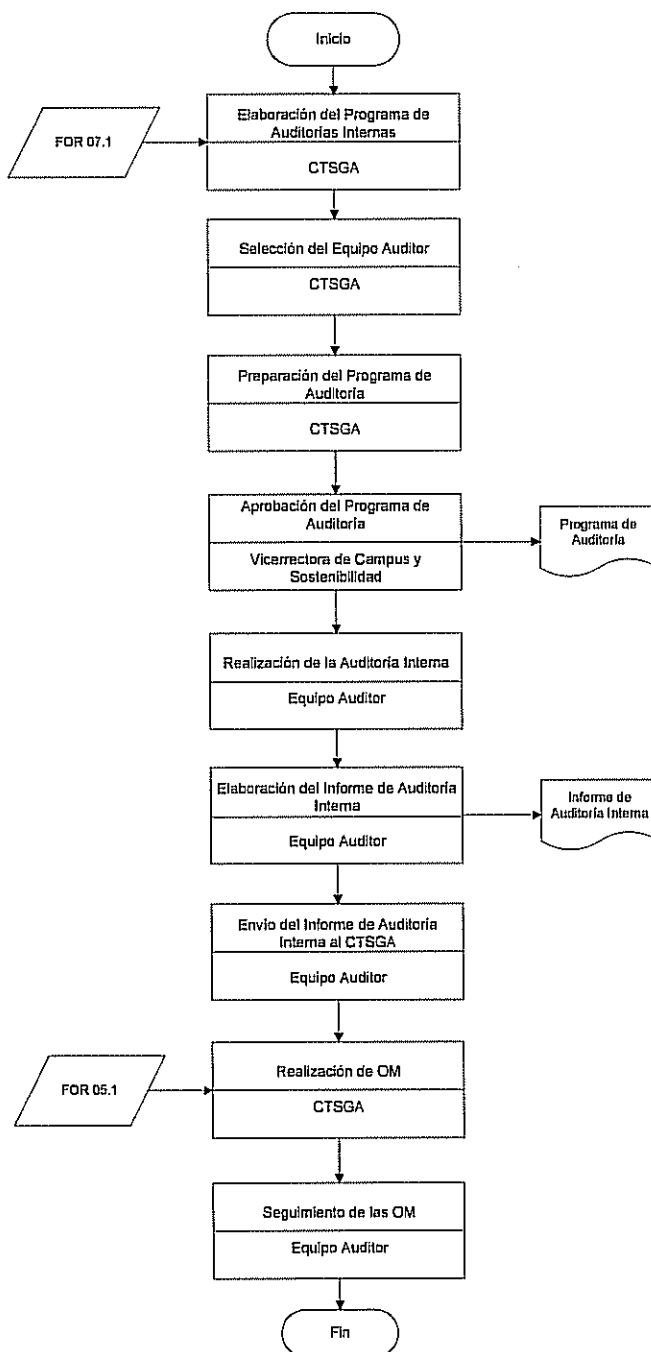 Inicio
FOR 07.1
Elaboración del Programa de
Auditorías Internas
CTSGA
Selección del Equipo Auditor
CTSGA
Preparación del Programa de
Auditoría
CTSGA
Aprobación del Programa de
Auditoría
Vicerrectora de Campus y
Sostenibilidad
Programa de
Auditoría
Realización de la Auditoría Interna
Equipo Auditor
Elaboración del Informe de Auditoría
Interna
Equipo Auditor
Informe de
Auditoría Interna
Envío del Informe de Auditoría
Interna al CTSGA
Equipo Auditor
FOR 05.1
Realización de OM
CTSGA
Seguimiento de las OM
Equipo Auditor
Fin